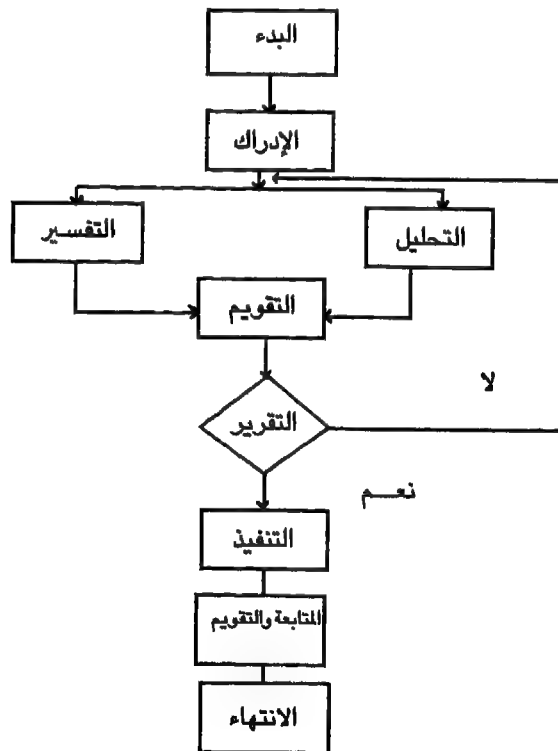 البدء
الإدراك
التحليل
التفسير
التقويم
لا
التقرير
نعم
التنفيذ
المتابعة والتقويم
الانتهاء